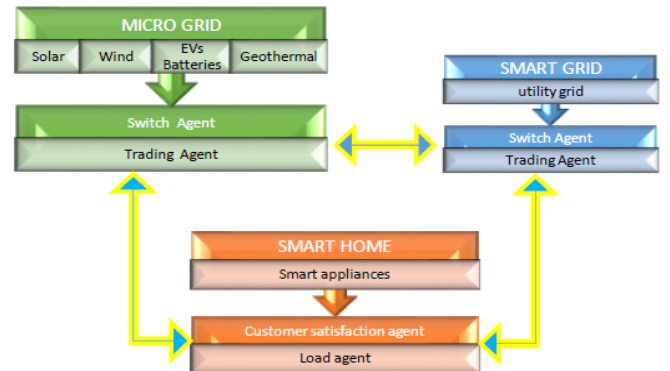 MICRO GRID
Solar
Wind
EVs
Batteries
Geothermal
Switch Agent
Trading Agent
SMART GRID
utility grid
Switch Agent
Trading Agent
SMART HOME
Smart appliances
Customer satisfaction agent
Load agent